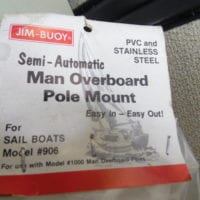 JIM-BUOY®
PVC and
STAINLESS
STEEL
Semi-Automatic
Man Overboard
Pole Mount
Easy In – Easy Out!
For
SAIL BOATS
Model #906
For use with Model #1000 Man Overboard Poles